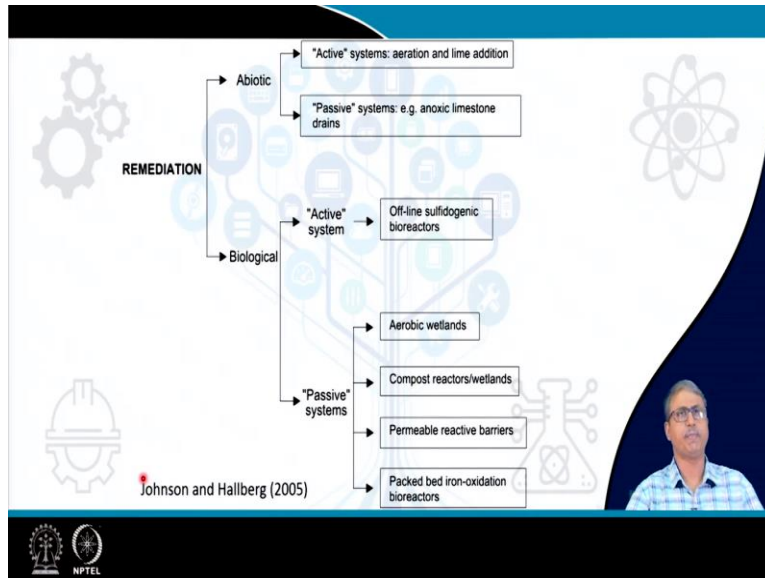 "Active" systems: aeration and lime addition
Abiotic
"Passive" systems: e.g. anoxic limestone
drains
REMEDIATION
"Active"
system
Off-line sulfidogenic
bioreactors
Biological
Aerobic wetlands
"Passive"
systems
Compost reactors/wetlands
Permeable reactive barriers
Packed bed iron-oxidation
bioreactors
Johnson and Hallberg (2005)
NPTEL